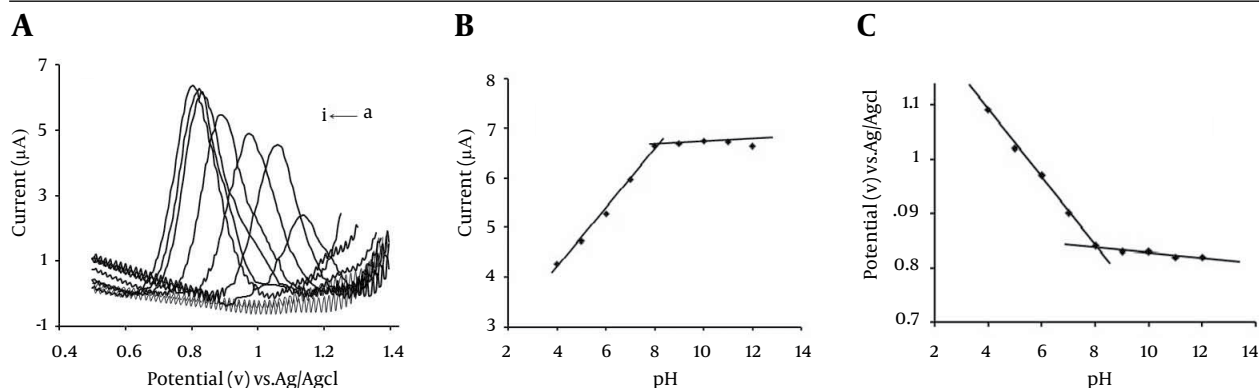 A
Current (µA)
7
5
3
1
-1
i ← a
0.4 0.6 0.8 1 1.2 1.4
Potential (v) vs.Ag/Agcl
B
Current (µA)
8
7
6
5
4
3
2 4 6 8 10 12 14
pH
C
Potential (v) vs.Ag/Agcl
1.1
1
.09
0.8
0.7
2 4 6 8 10 12 14
pH